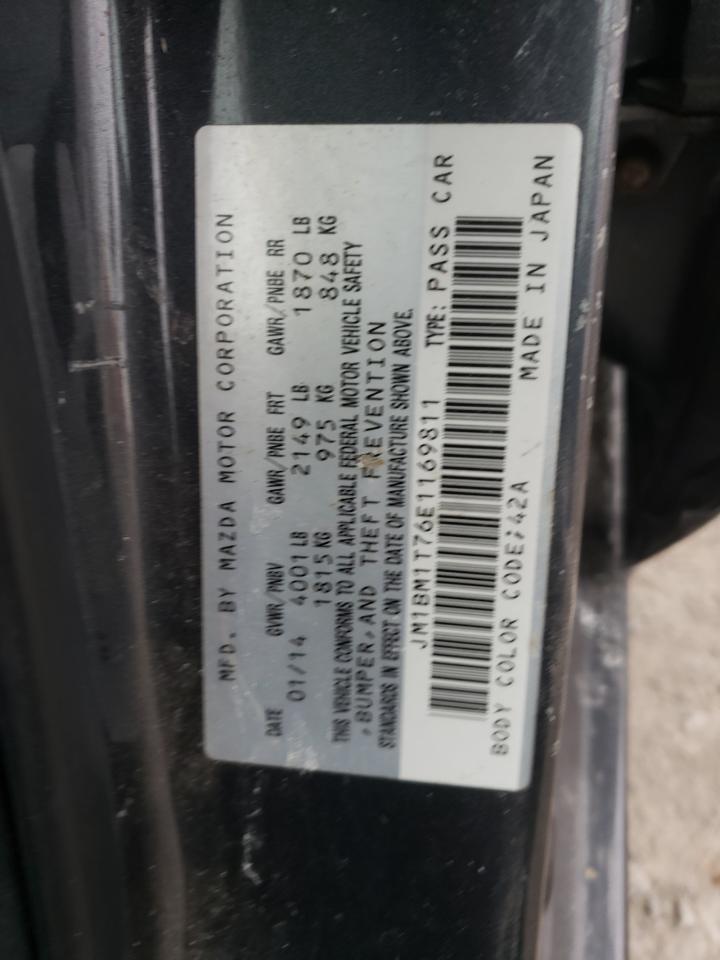 MFD. BY MAZDA MOTOR CORPORATION
DATE GVWR/PNBV GAWR/PNBE FRT GAWR/PNBE RR
01/14 4001 LB 2149 LB 1870 LB
1815 KG 975 KG 848 KG
THIS VEHICLE CONFORMS TO ALL APPLICABLE FEDERAL MOTOR VEHICLE SAFETY
,BUMPER,AND THEFT PREVENTION
STANDARDS IN EFFECT ON THE DATE OF MANUFACTURE SHOWN ABOVE.
JM1BM1T76E1169811 TYPE: PASS CAR
BODY COLOR CODE:42A MADE IN JAPAN